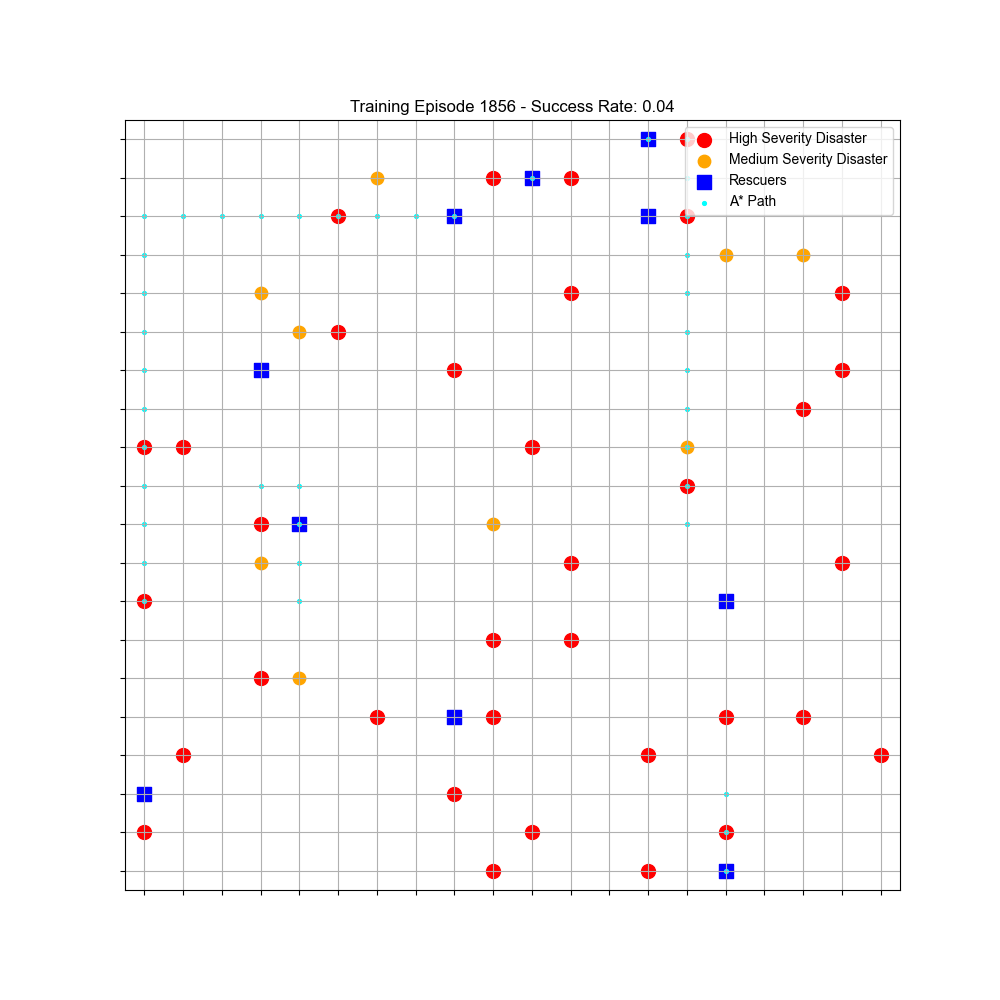 Training Episode 1856 - Success Rate: 0.04
High Severity Disaster
Medium Severity Disaster
Rescuers
A* Path